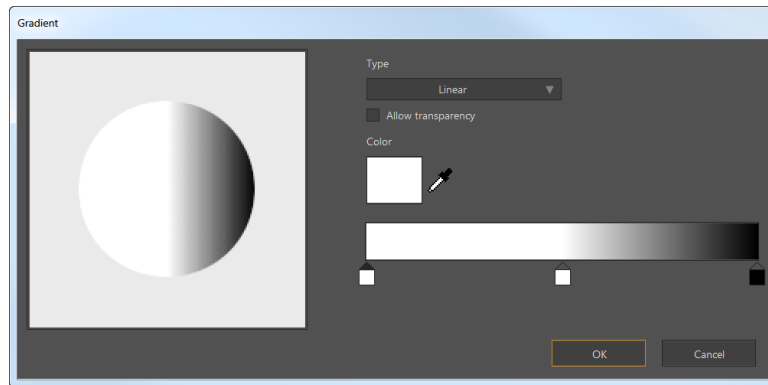 Gradient
Type
Linear
Allow transparency
Color
OK
Cancel